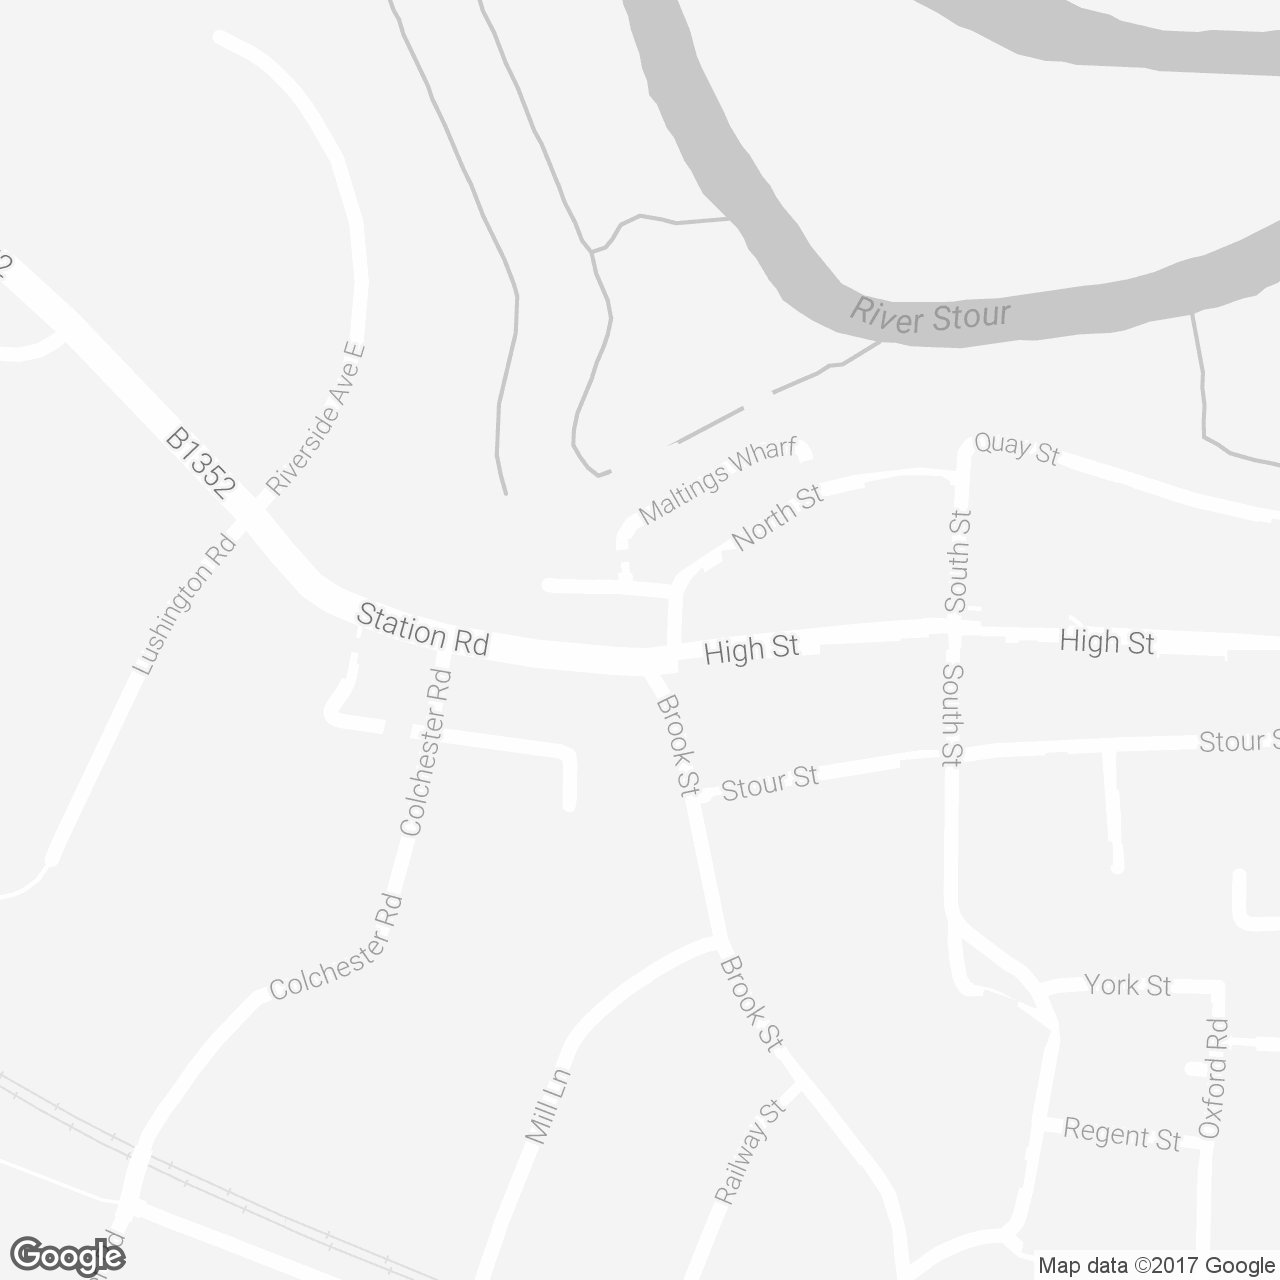 River Stour
Riverside Ave E
B1352
Quay St
Maltings Wharf
North St
South St
Lushington Rd
Station Rd
High St
High St
South St
Brook St
Colchester Rd
Stour St
Stour S
Colchester Rd
Brook St
York St
Oxford Rd
Mill Ln
Railway St
Regent St
Google
Map data ©2017 Google